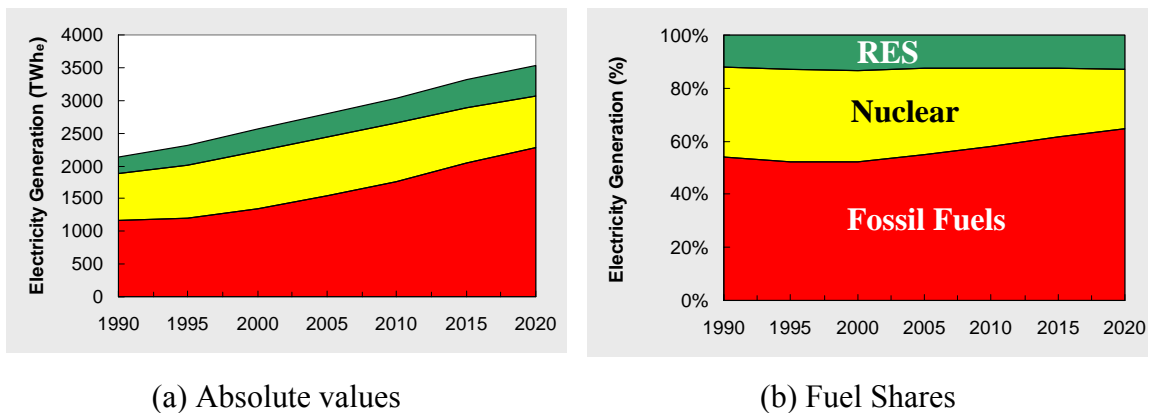 Electricity Generation (TWhe)
4000
3500
3000
2500
2000
1500
1000
500
0
1990 1995 2000 2005 2010 2015 2020
(a) Absolute values
Electricity Generation (%)
100%
80%
60%
40%
20%
0%
RES
Nuclear
Fossil Fuels
1990 1995 2000 2005 2010 2015 2020
(b) Fuel Shares